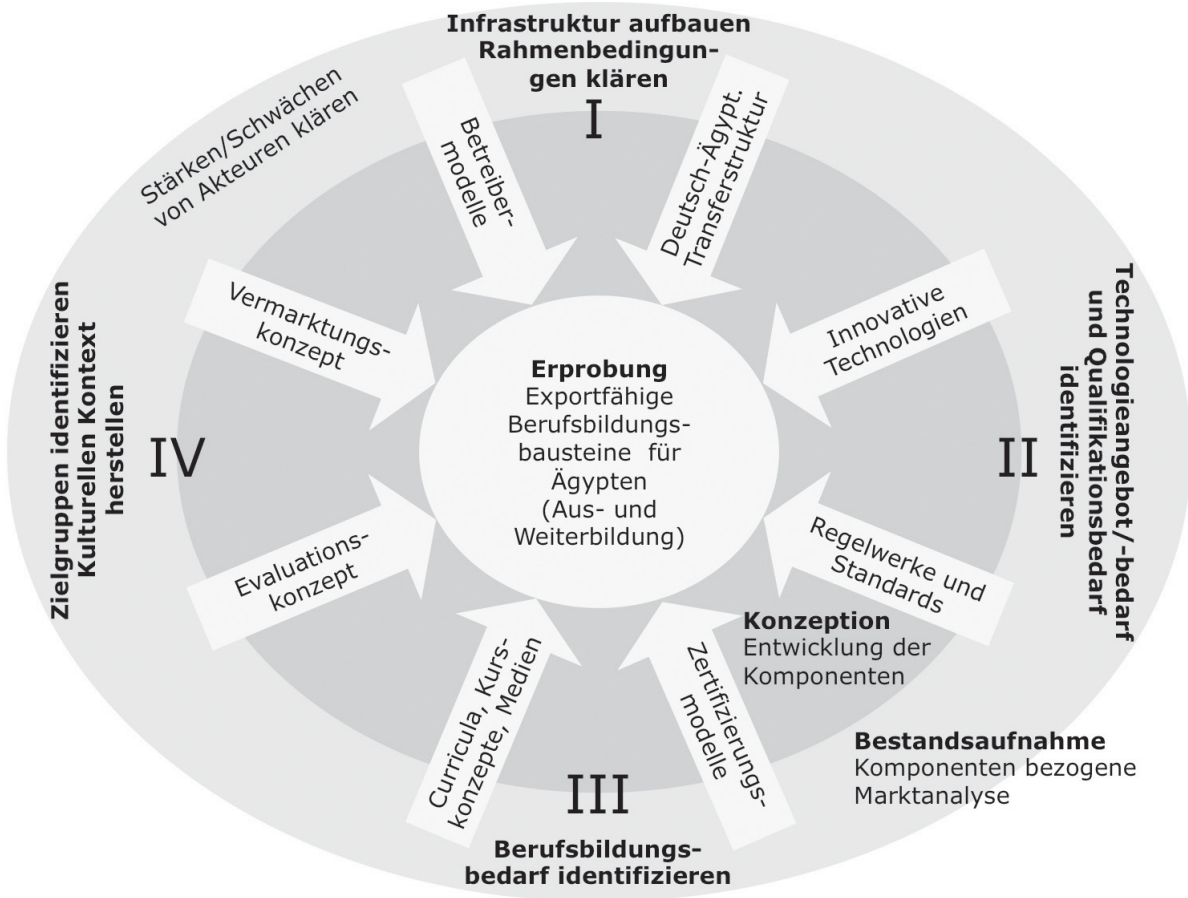 Infrastruktur aufbauen
Rahmenbedingun-
gen klären
I
Stärken/Schwächen
von Akteuren klären
Betreiber-
modelle
Deutsch-Ägypt.
Transferstruktur
Innovative
Technologien
Technologieangebot/-bedarf
und Qualifikationsbedarf
identifizieren
II
Regelwerke und
Standards
Konzeption
Entwicklung der
Komponenten
Bestandsaufnahme
Komponenten bezogene
Marktanalyse
Zertifizierungs-
modelle
III
Berufsbildungs-
bedarf identifizieren
Curricula, Kurs-
konzepte, Medien
Evaluations-
konzept
IV
Zielgruppen identifizieren
Kulturellen Kontext
herstellen
Vermarktungs-
konzept
Erprobung
Exportfähige
Berufsbildungs-
bausteine für
Ägypten
(Aus- und
Weiterbildung)